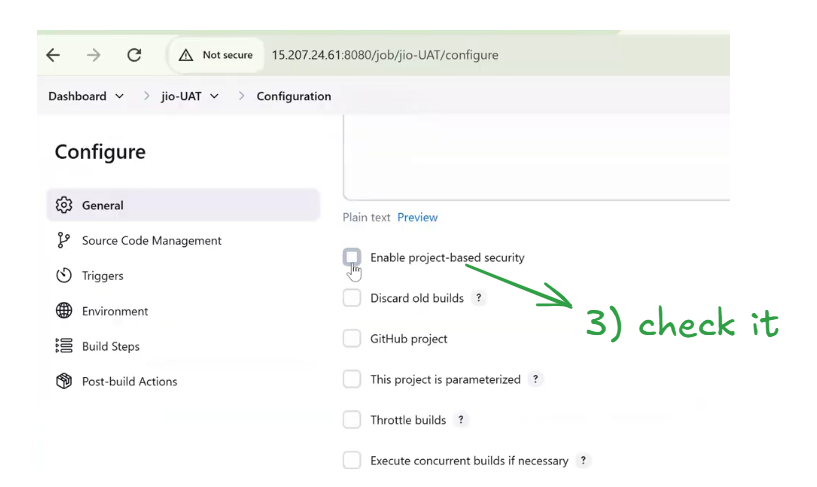 Not secure 15.207.24.61:8080/job/jio-UAT/configure
Dashboard > jio-UAT > Configuration
Configure
General
Source Code Management
Triggers
Environment
Build Steps
Post-build Actions
Plain text Preview
Enable project-based security
Discard old builds ?
GitHub project
This project is parameterized ?
Throttle builds ?
Execute concurrent builds if necessary ?
3) check it